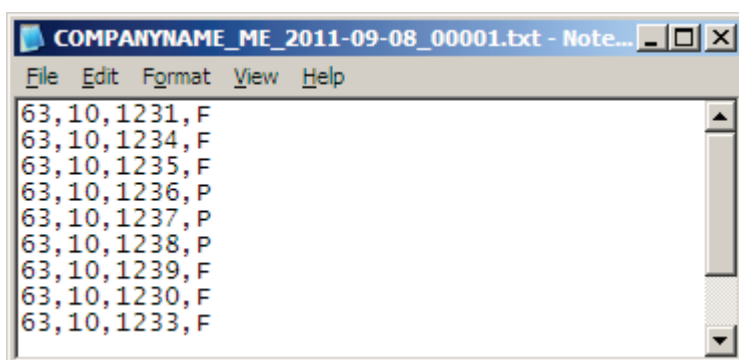 COMPANYNAME_ME_2011-09-08_00001.txt - Note...
File Edit Format View Help
63,10,1231,F
63,10,1234,F
63,10,1235,F
63,10,1236,P
63,10,1237,P
63,10,1238,P
63,10,1239,F
63,10,1230,F
63,10,1233,F